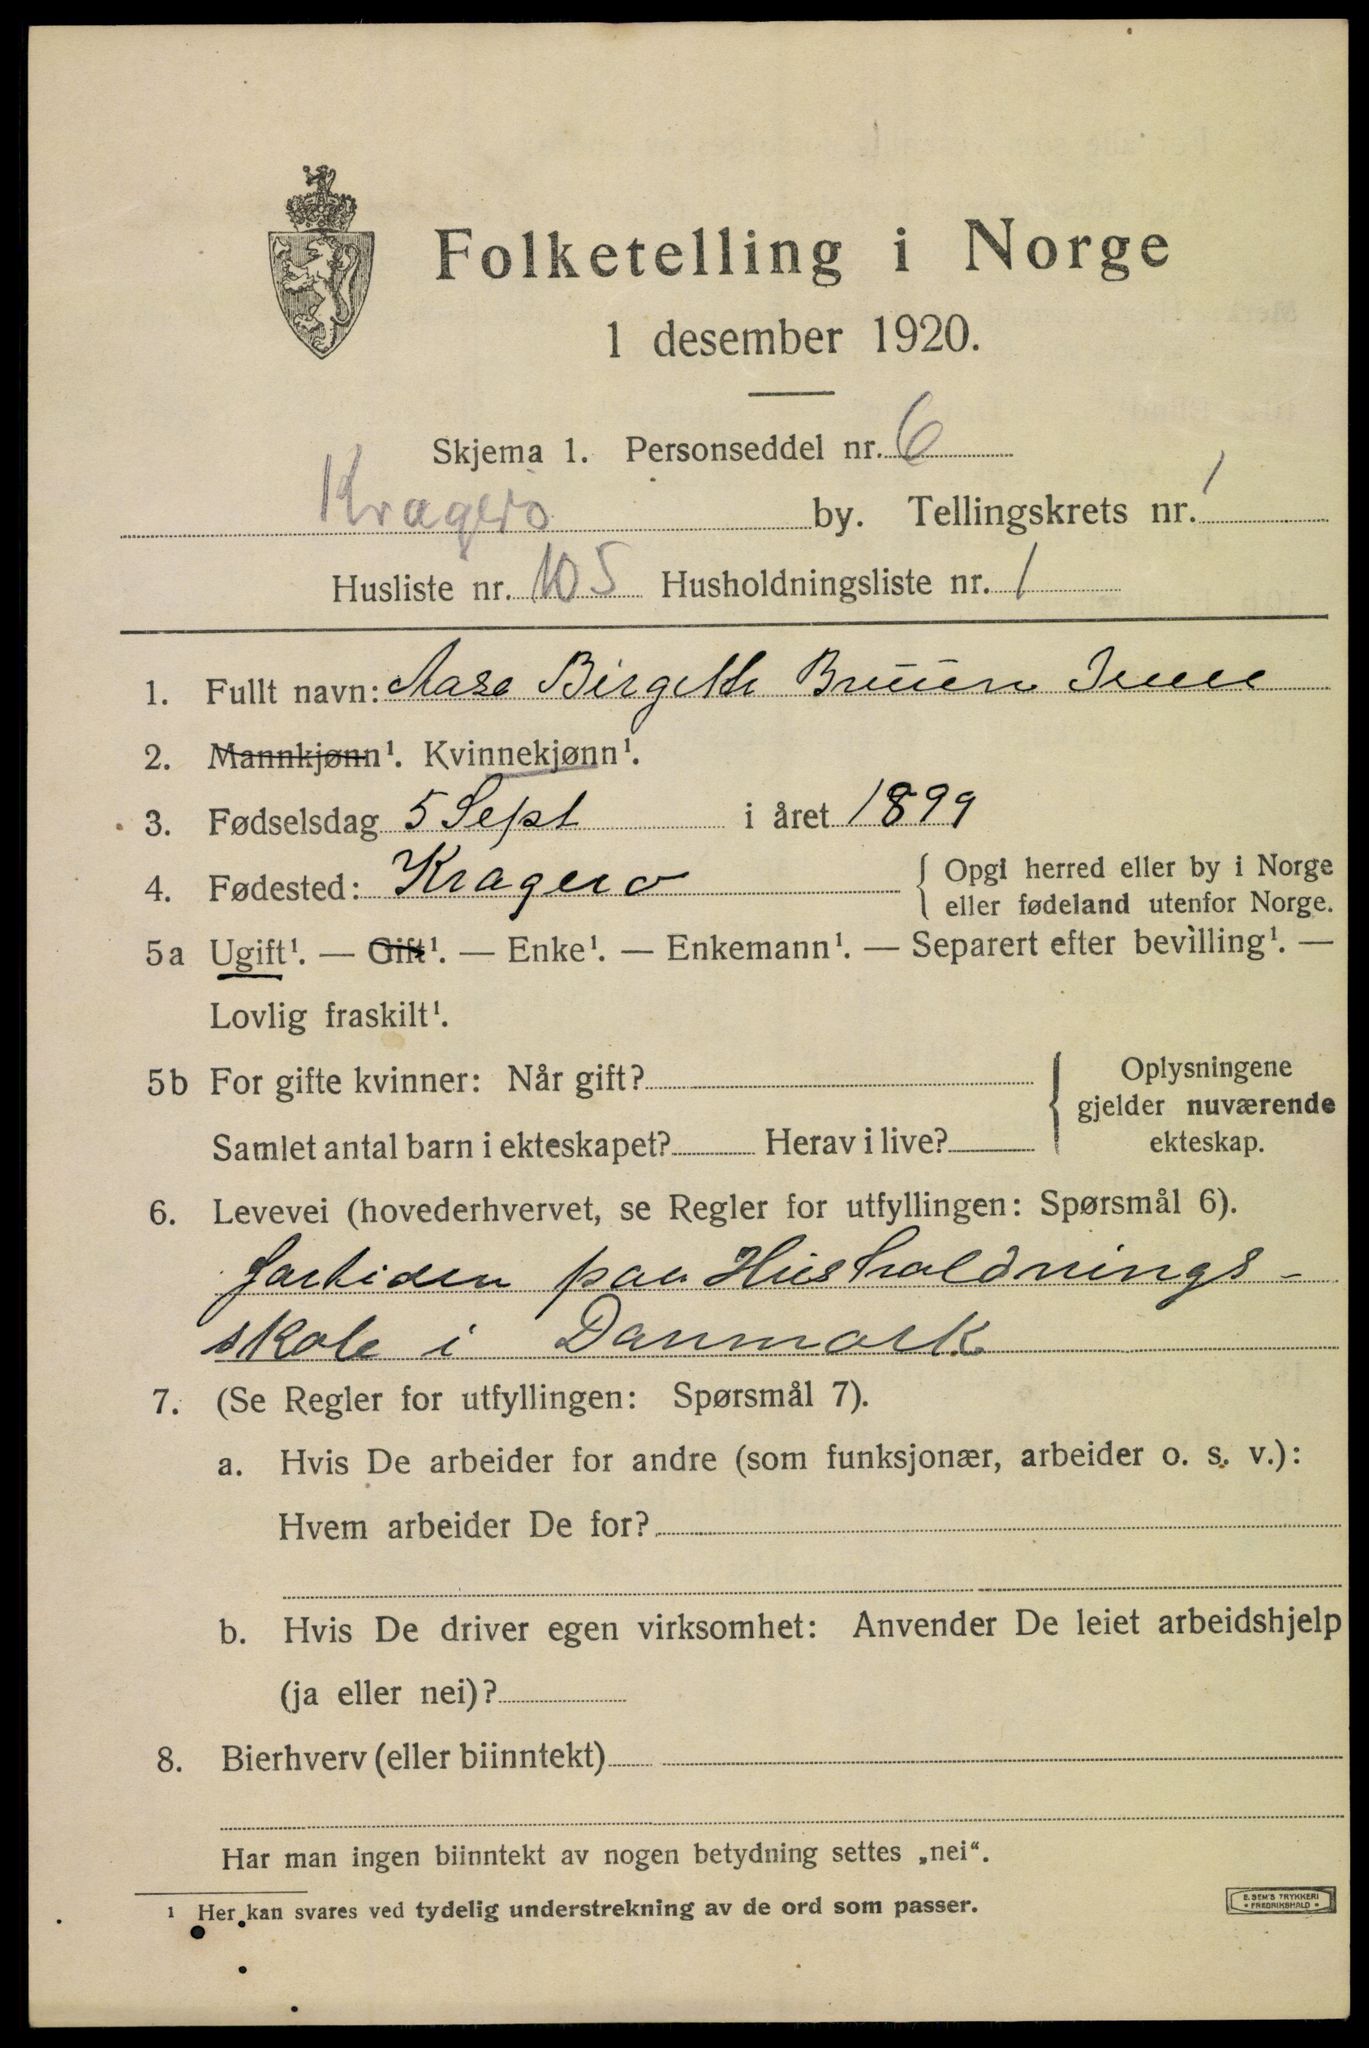 Folketelling i Norge
1 desember 1920.
Skjema 1. Personseddel nr. 6
Kragerö by. Tellingskrets nr. 1
Husliste nr. 105 Husholdningsliste nr. 1
1. Fullt navn: Aase Birgith Bruun
2. Mannkjønn¹. Kvinnekjønn¹.
3. Fødselsdag 5 Sept i året 1899
4. Fødested: Kragerø { Opgi herred eller by i Norge
eller fødeland utenfor Norge.
5a Ugift¹. — Gift¹. — Enke¹. — Enkemann¹. — Separert efter bevilling¹. —
Lovlig fraskilt¹.
5b For gifte kvinner: Når gift? { Oplysningene
gjelder nuværende
Samlet antal barn i ekteskapet? Herav i live? ekteskap.
6. Levevei (hovederhvervet, se Regler for utfyllingen: Spørsmål 6).
fortiden paa Husholdnings-
skole i Danmark
7. (Se Regler for utfyllingen: Spørsmål 7).
a. Hvis De arbeider for andre (som funksjonær, arbeider o. s. v.):
Hvem arbeider De for?
b. Hvis De driver egen virksomhet: Anvender De leiet arbeidshjelp
(ja eller nei)?
8. Bierhverv (eller biinntekt)
Har man ingen biinntekt av nogen betydning settes „nei“.
¹ Her kan svares ved tydelig understrekning av de ord som passer.
E. SEM'S TRYKKERI
* FREDRIKSHALD *